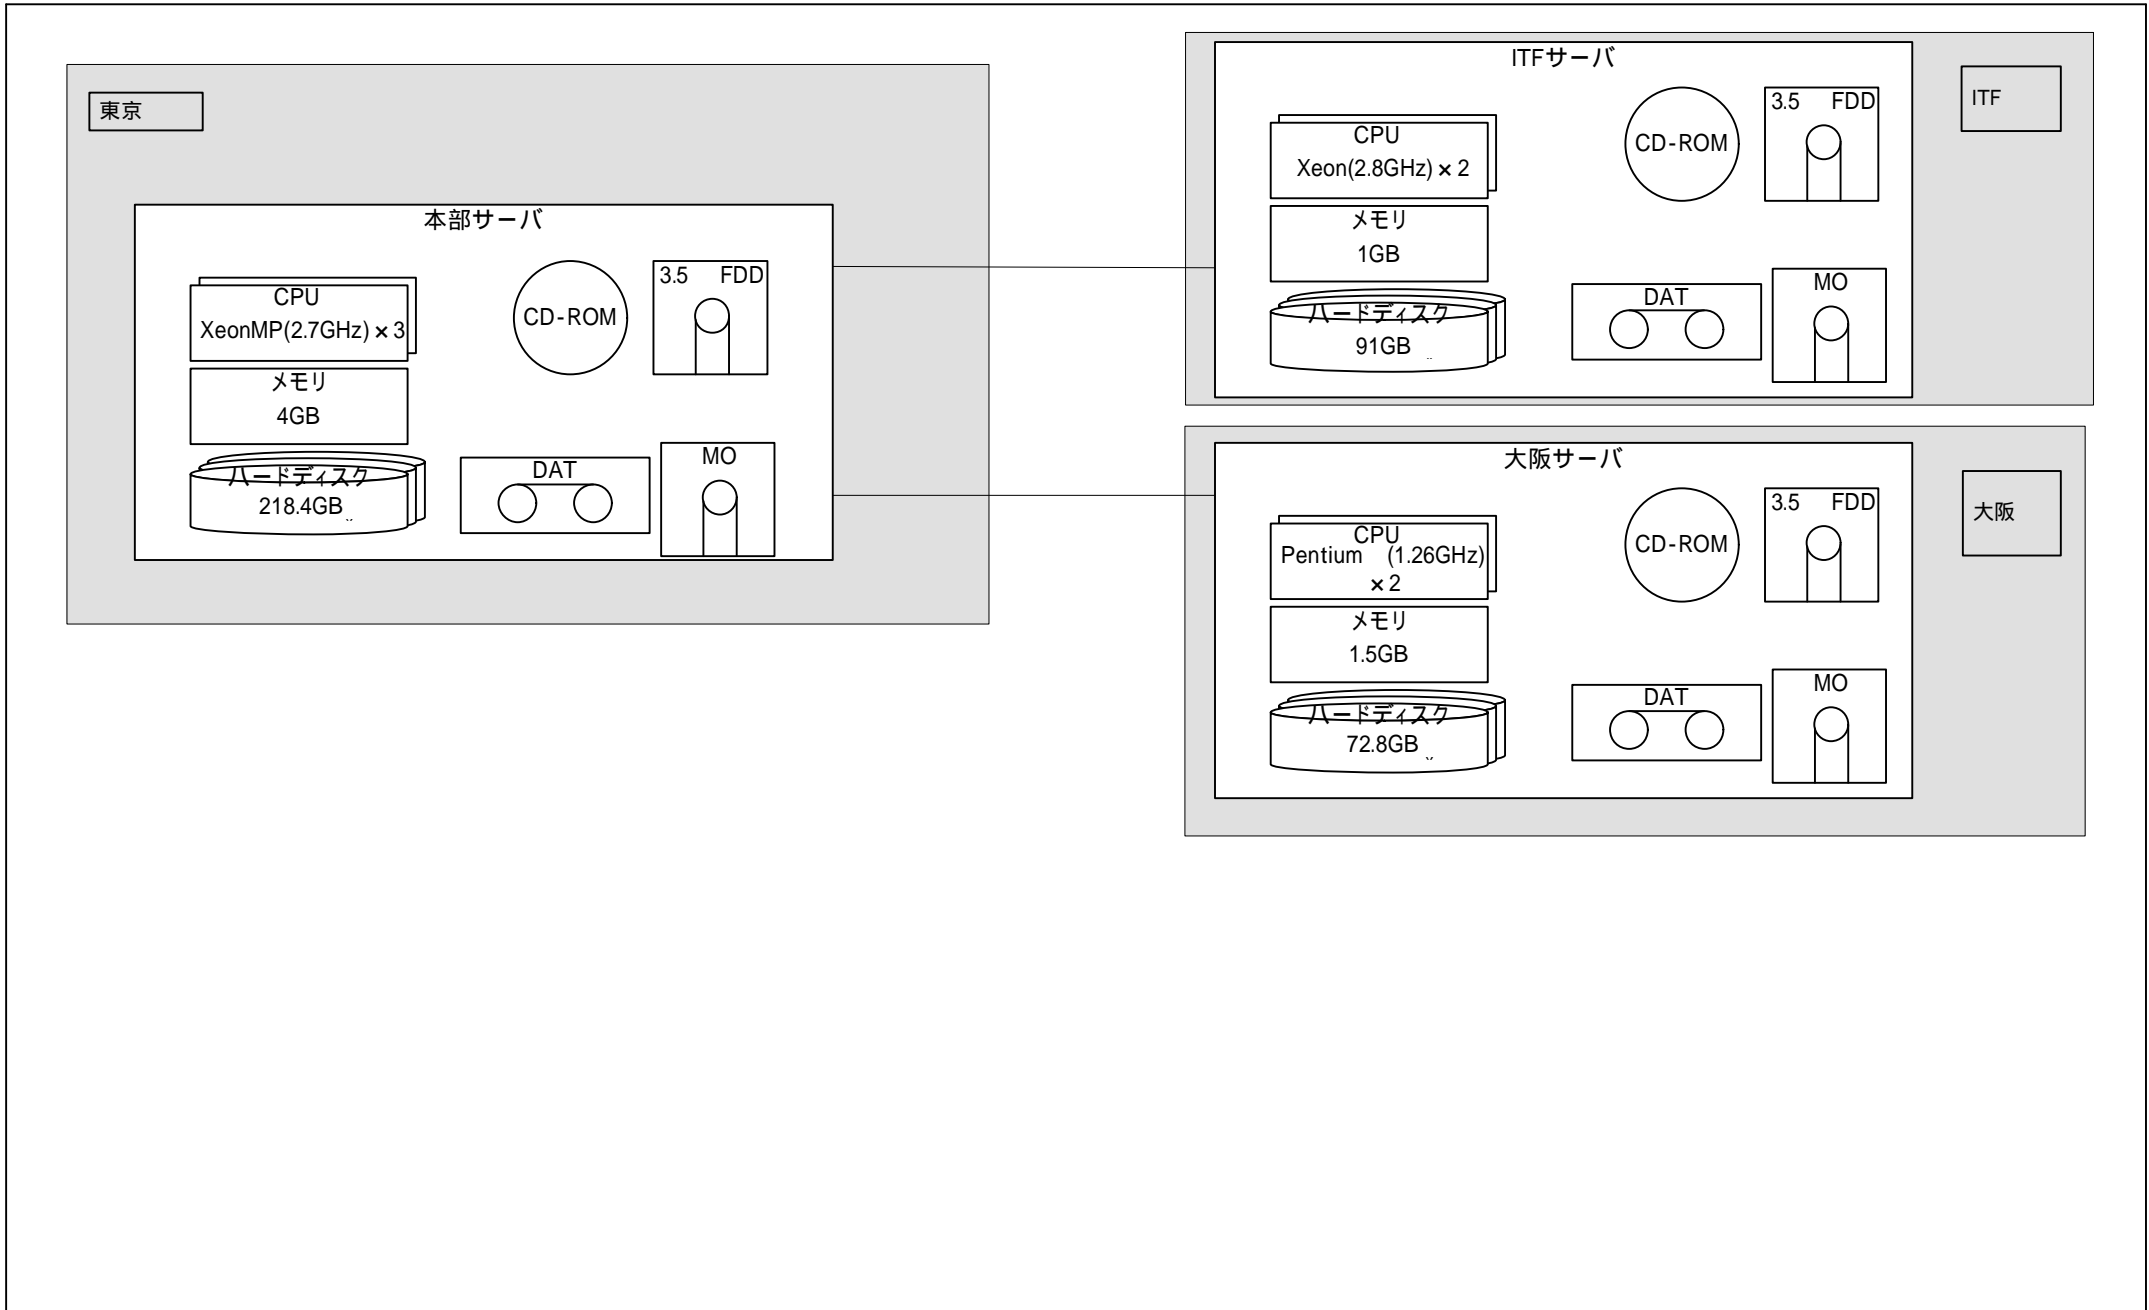 東京
本部サーバ
CPU
XeonMP(2.7GHz)×3
メモリ
4GB
ハードディスク
218.4GB
CD-ROM
3.5 FDD
DAT
MO
ITFサーバ
ITF
CPU
Xeon(2.8GHz)×2
メモリ
1GB
ハードディスク
91GB
CD-ROM
3.5 FDD
DAT
MO
大阪サーバ
大阪
CPU
Pentium (1.26GHz)
×2
メモリ
1.5GB
ハードディスク
72.8GB
CD-ROM
3.5 FDD
DAT
MO